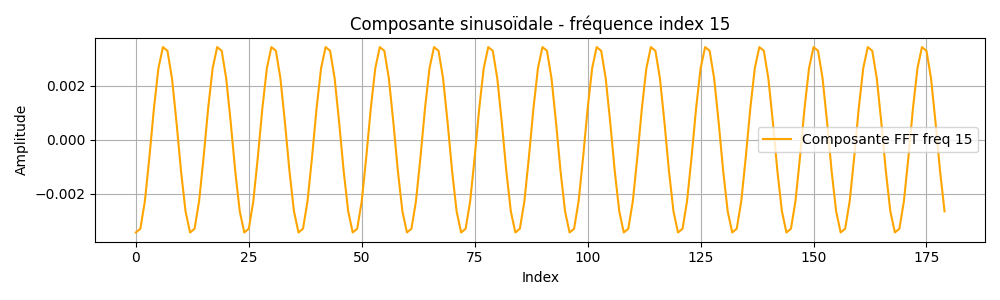 Composante sinusoïdale - fréquence index 15
Amplitude
0.002
0.000
−0.002
Composante FFT freq 15
0 25 50 75 100 125 150 175
Index